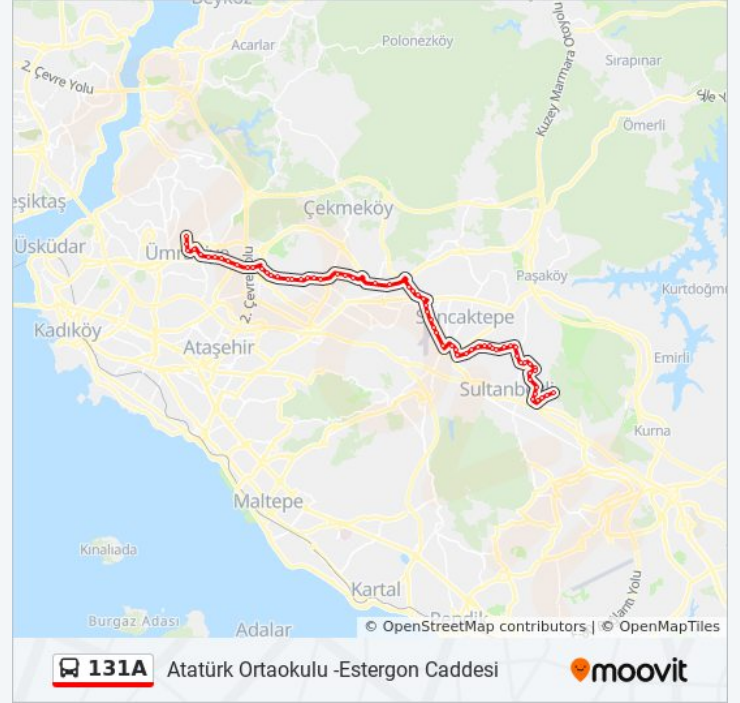 Beykoz
Acarlar
Polonezköy
2. Çevre Yolu
Kuzey Marmara Otoyolu
Sırapınar
Şile Y
Ömerli
eşiktaş
Çekmeköy
Üsküdar
2. Çevre Yolu
Paşaköy
Kurtdoğmu
Kadıköy
Sancaktepe
Ataşehir
Emirli
Kurna
Maltepe
Kınalıada
Kartal
Burgaz Adası
Adalar
Pendik
© OpenStreetMap contributors | © OpenMapTiles
131A Atatürk Ortaokulu -Estergon Caddesi
moovit